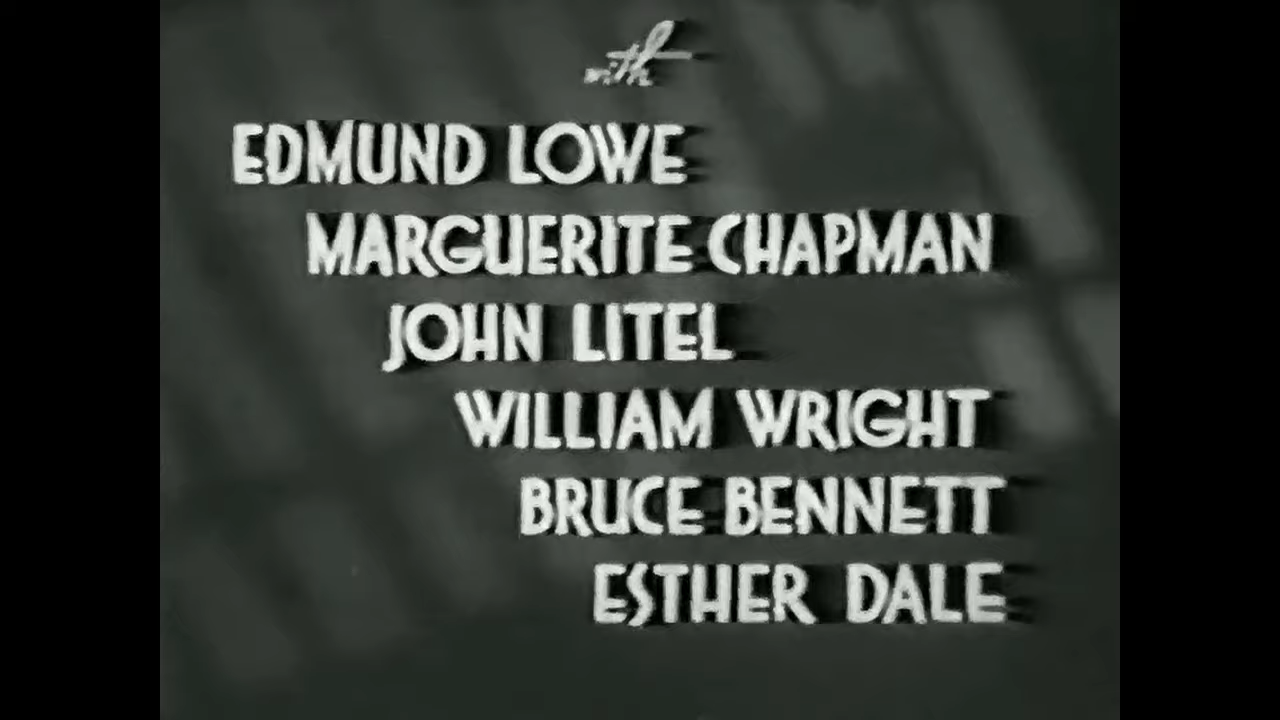 with
EDMUND LOWE
MARGUERITE CHAPMAN
JOHN LITEL
WILLIAM WRIGHT
BRUCE BENNETT
ESTHER DALE